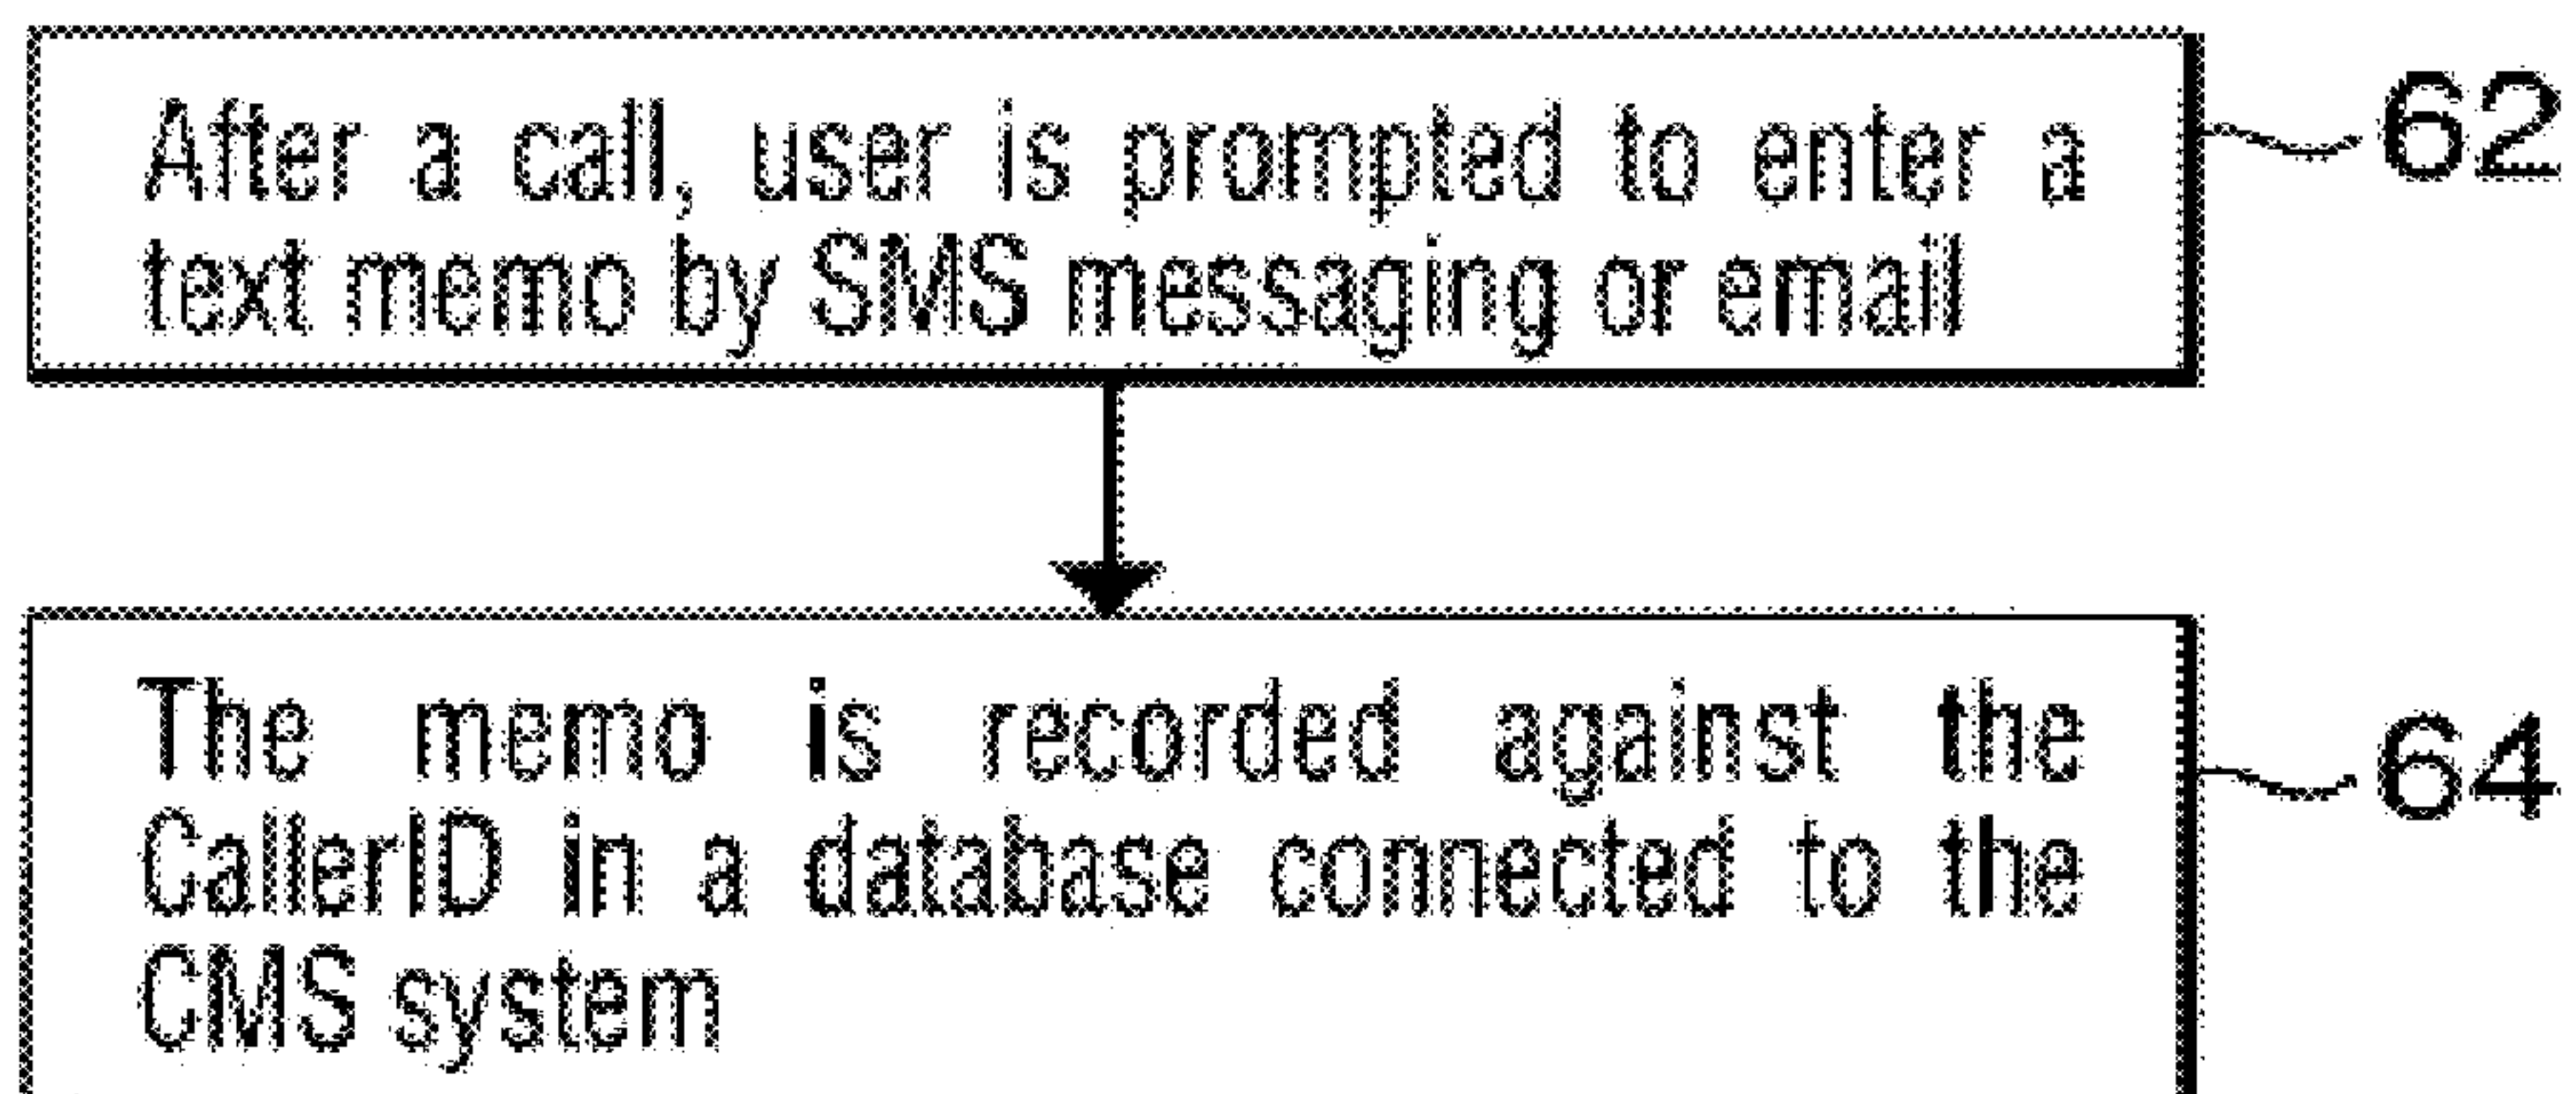 After a call, user is prompted to enter a
62
text memo by SMS messaging or email
The memo is recorded against the
64
CallerID in a database connected to the
CMS system